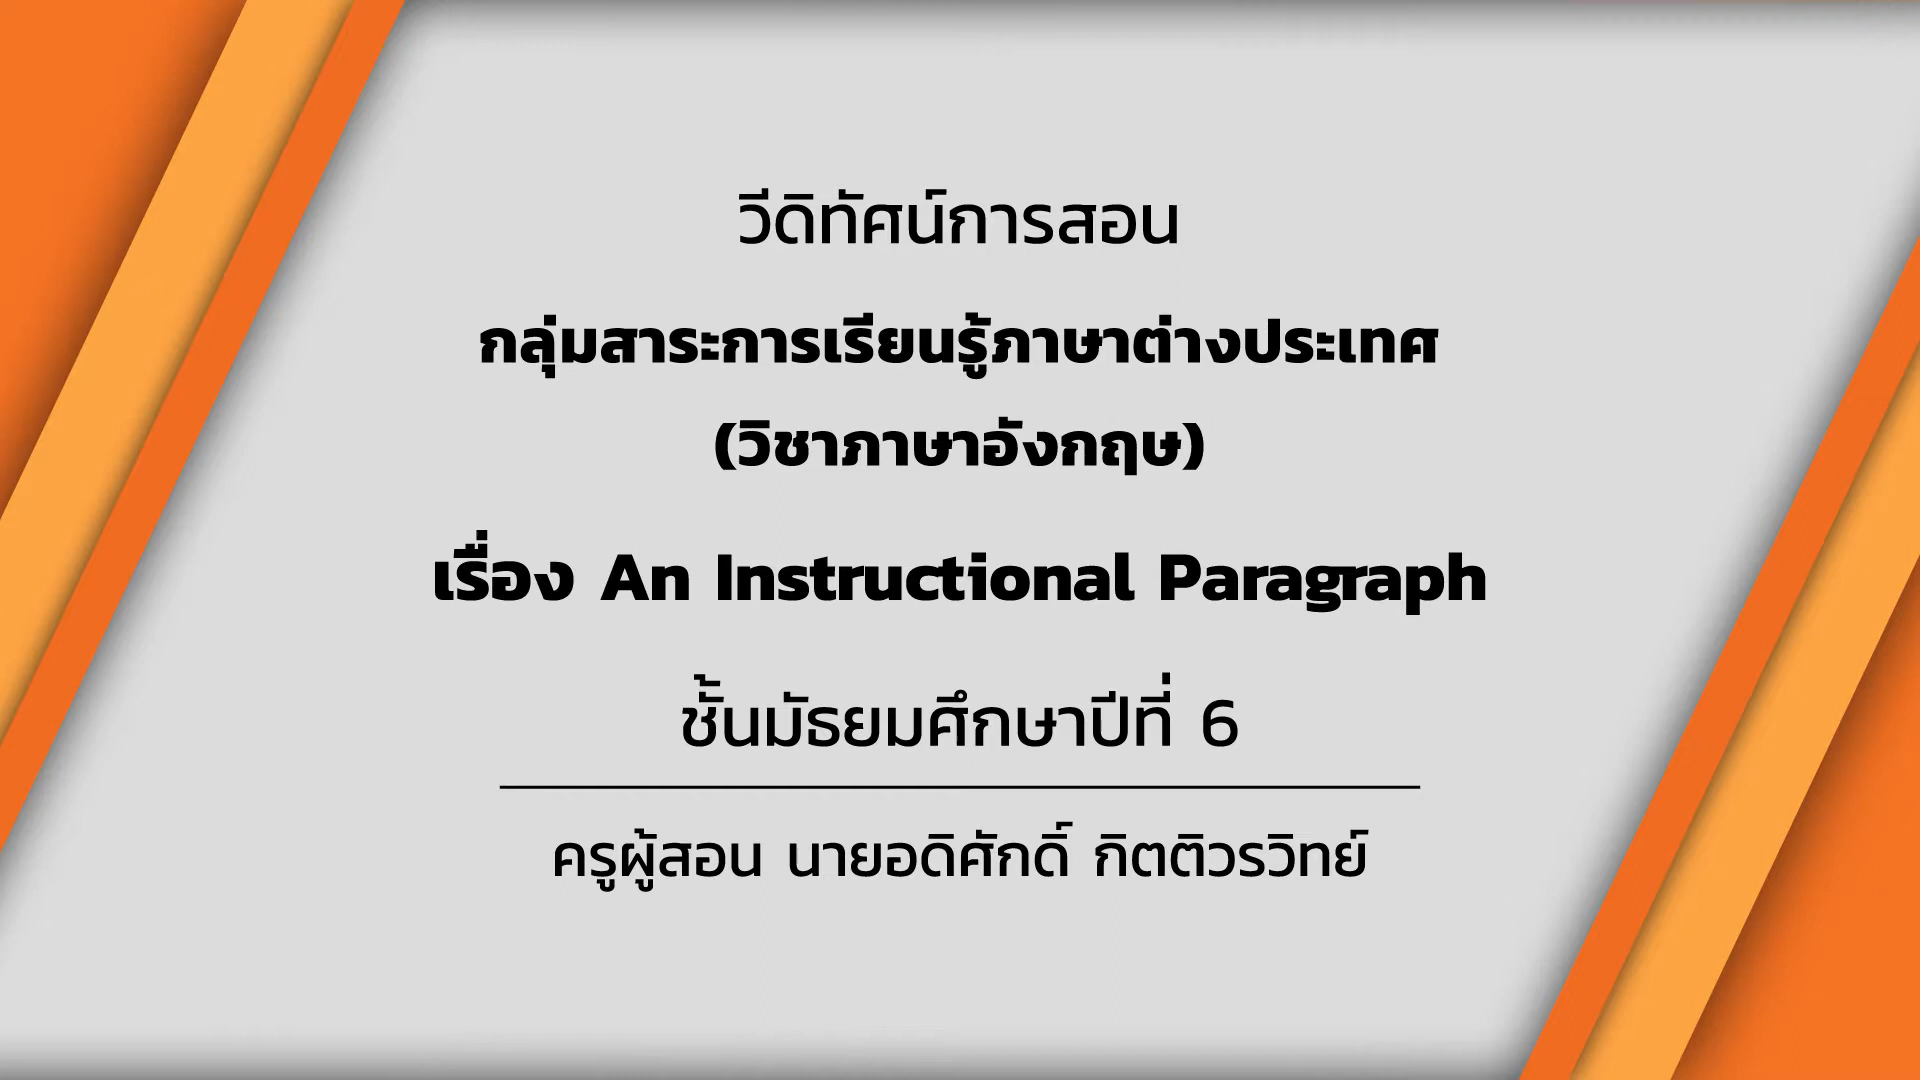 วีดิทัศน์การสอน
กลุ่มสาระการเรียนรู้ภาษาต่างประเทศ
(วิชาภาษาอังกฤษ)
เรื่อง An Instructional Paragraph
ชั้นมัธยมศึกษาปีที่ 6
ครูผู้สอน นายอดิศักดิ์ กิตติวรวิทย์